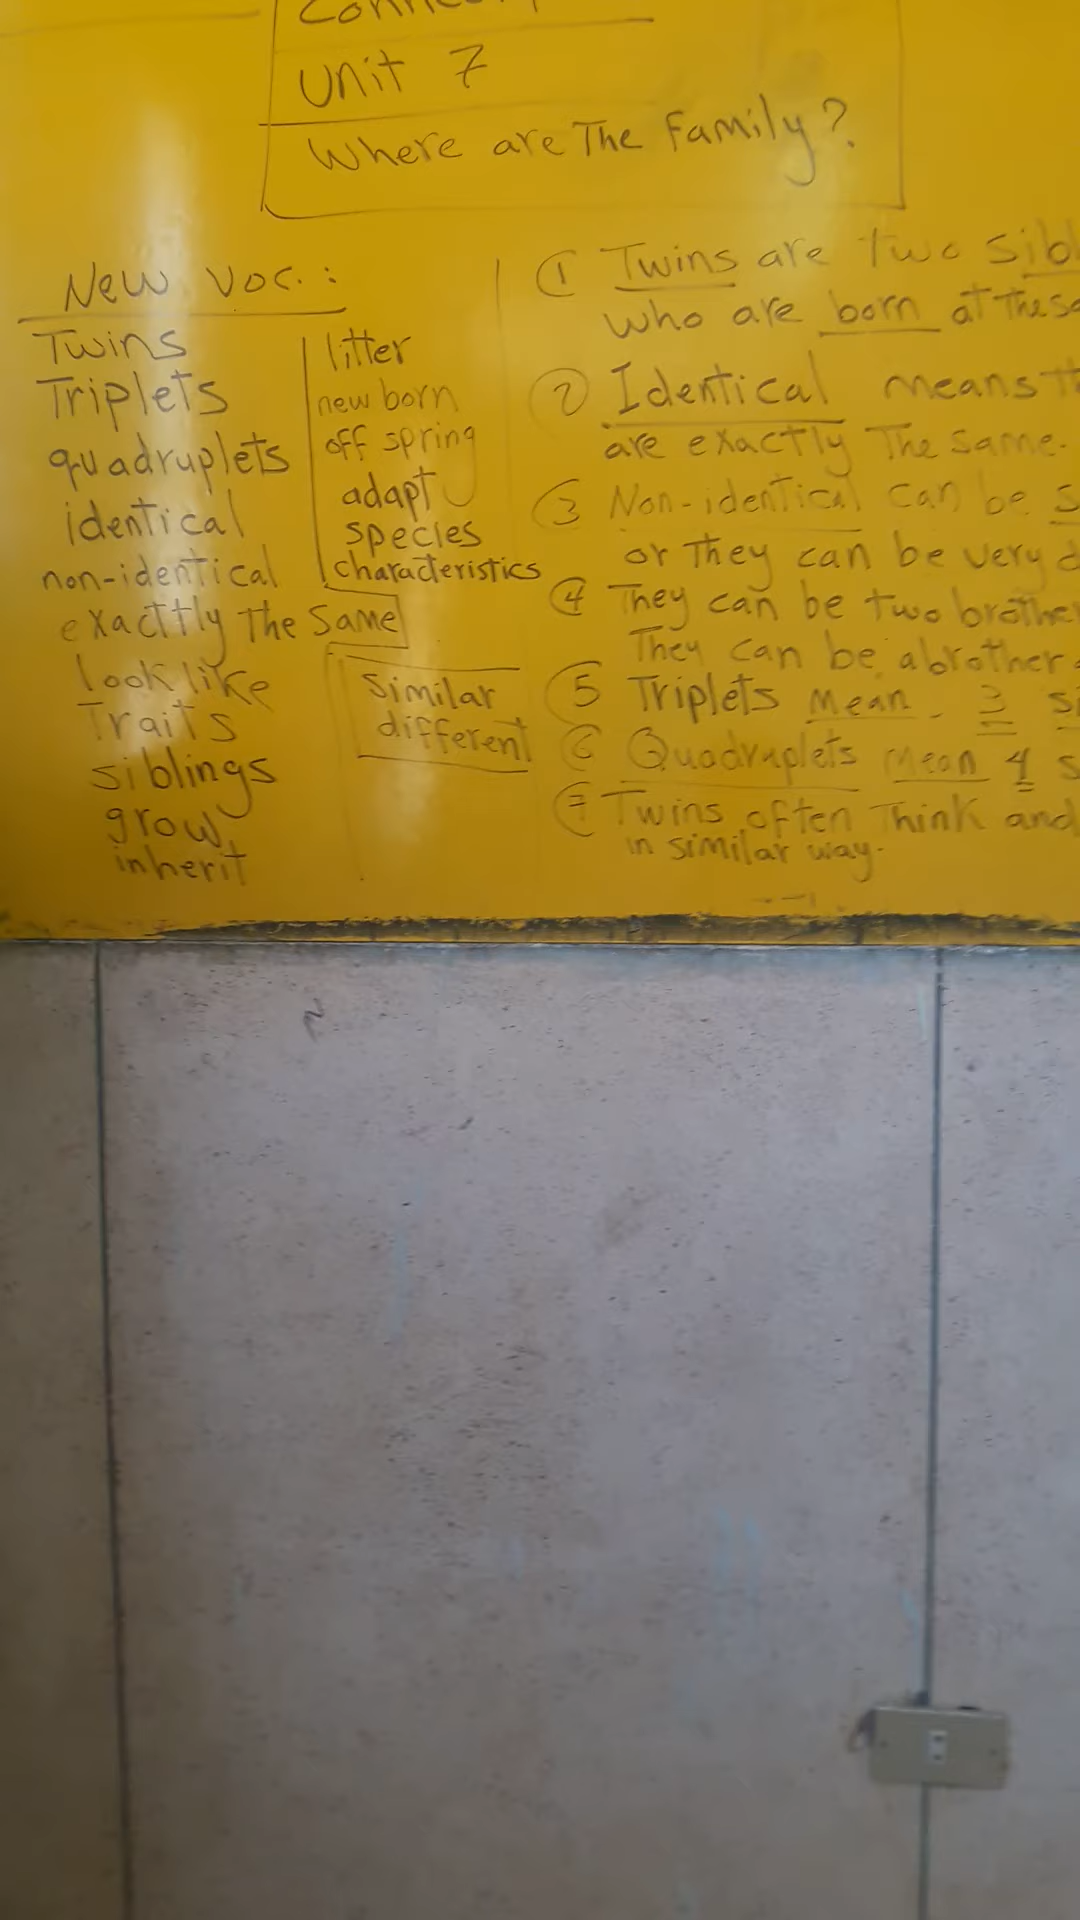 Unit 7
Where are The Family?
New Voc. :
Twins
Triplets
quadruplets
identical
non-identical
exacttly The Same
look like
Traits
siblings
grow
inherit
litter
new born
off spring
adapt
species
characteristics
Similar
different
① Twins are Two
who are born at
② Identical means
are exactly The Same.
③ Non-identical can be
or They can be very
④ They can be two
They can be abrother
⑤ Triplets Mean 3
⑥ Quadruplets Mean 4
⑦ Twins often Think and
in similar way.